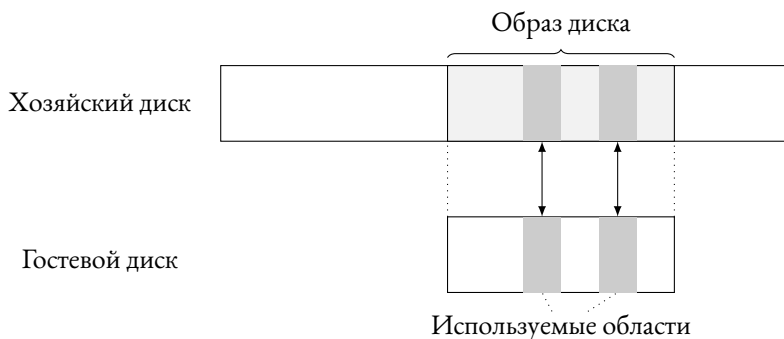 Образ диска
Хозяйский диск
Гостевой диск
Используемые области